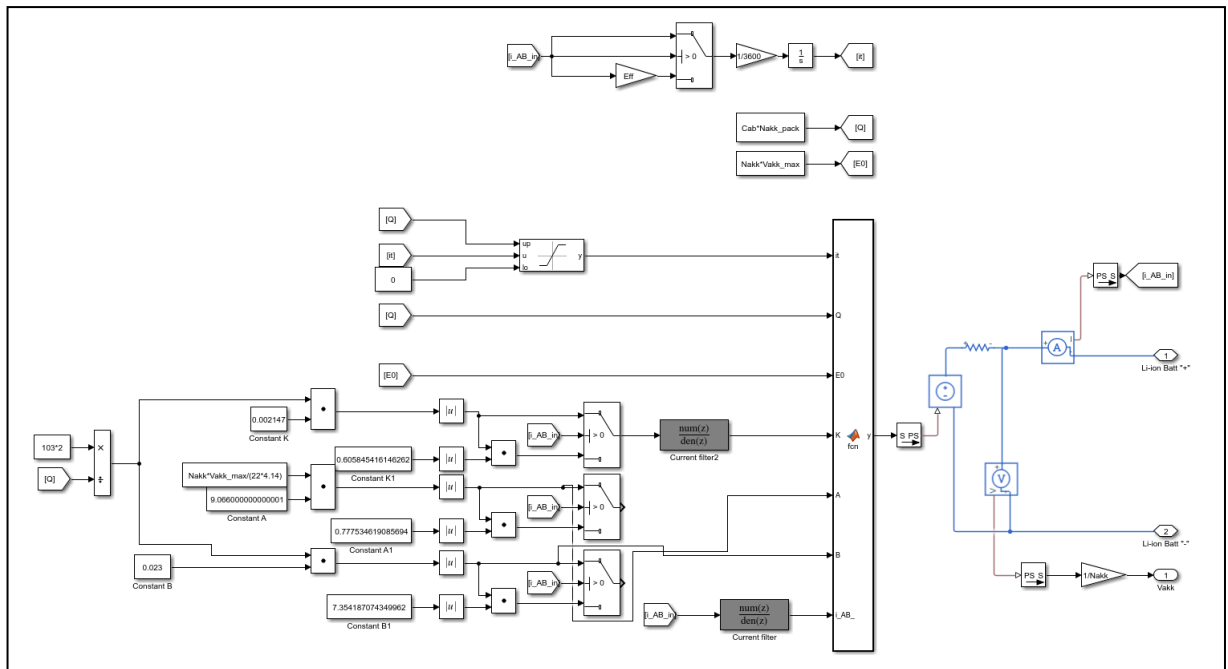 [i_AB_in
> 0
Eff
1/3600
1
s
[it]
Cab*Nakk_pack
[Q]
Nakk*Vakk_max
[E0]
[Q]
up
[it]
u
y
lo
0
it
[Q]
Q
[E0]
E0
PS S
[i_AB_in]
+
A
I
1
Li-ion Batt "+"
103*2
×
[Q]
÷
0.002147
Constant K
|u|
[i_AB_in
> 0
num(z)
den(z)
Current filter2
K
fcn
y
S PS
0.605845416146262
Constant K1
|u|
Nakk*Vakk_max/(22*4.14)
9.066000000000001
Constant A
|u|
[i_AB_in
> 0
A
0.777534619085694
Constant A1
|u|
V
2
Li-ion Batt "-"
0.023
Constant B
|u|
[i_AB_in
> 0
B
7.354187074349962
Constant B1
|u|
[i_AB_in
num(z)
den(z)
Current filter
i_AB_
PS S
1/Nakk
1
Vakk